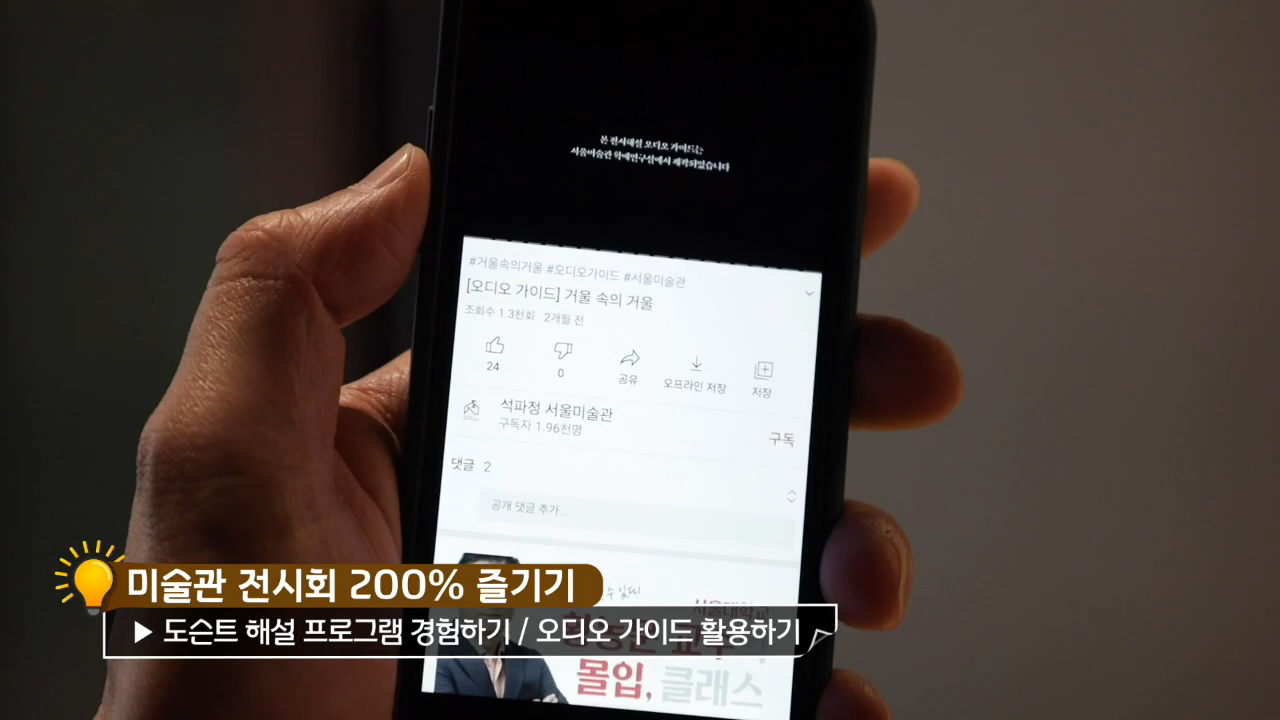 본 전시해설 오디오 가이드는
서울미술관 학예연구실에서 제작되었습니다
#거울속의거울 #오디오가이드 #서울미술관
[오디오 가이드] 거울 속의 거울
조회수 1.3천회 · 2개월 전
24
0
공유
오프라인 저장
저장
석파정 서울미술관
구독자 1.96천명
구독
댓글 2
공개 댓글 추가...
수 있다!
미술관 전시회 200% 즐기기
▶ 도슨트 해설 프로그램 경험하기 / 오디오 가이드 활용하기
몰입, 클래스